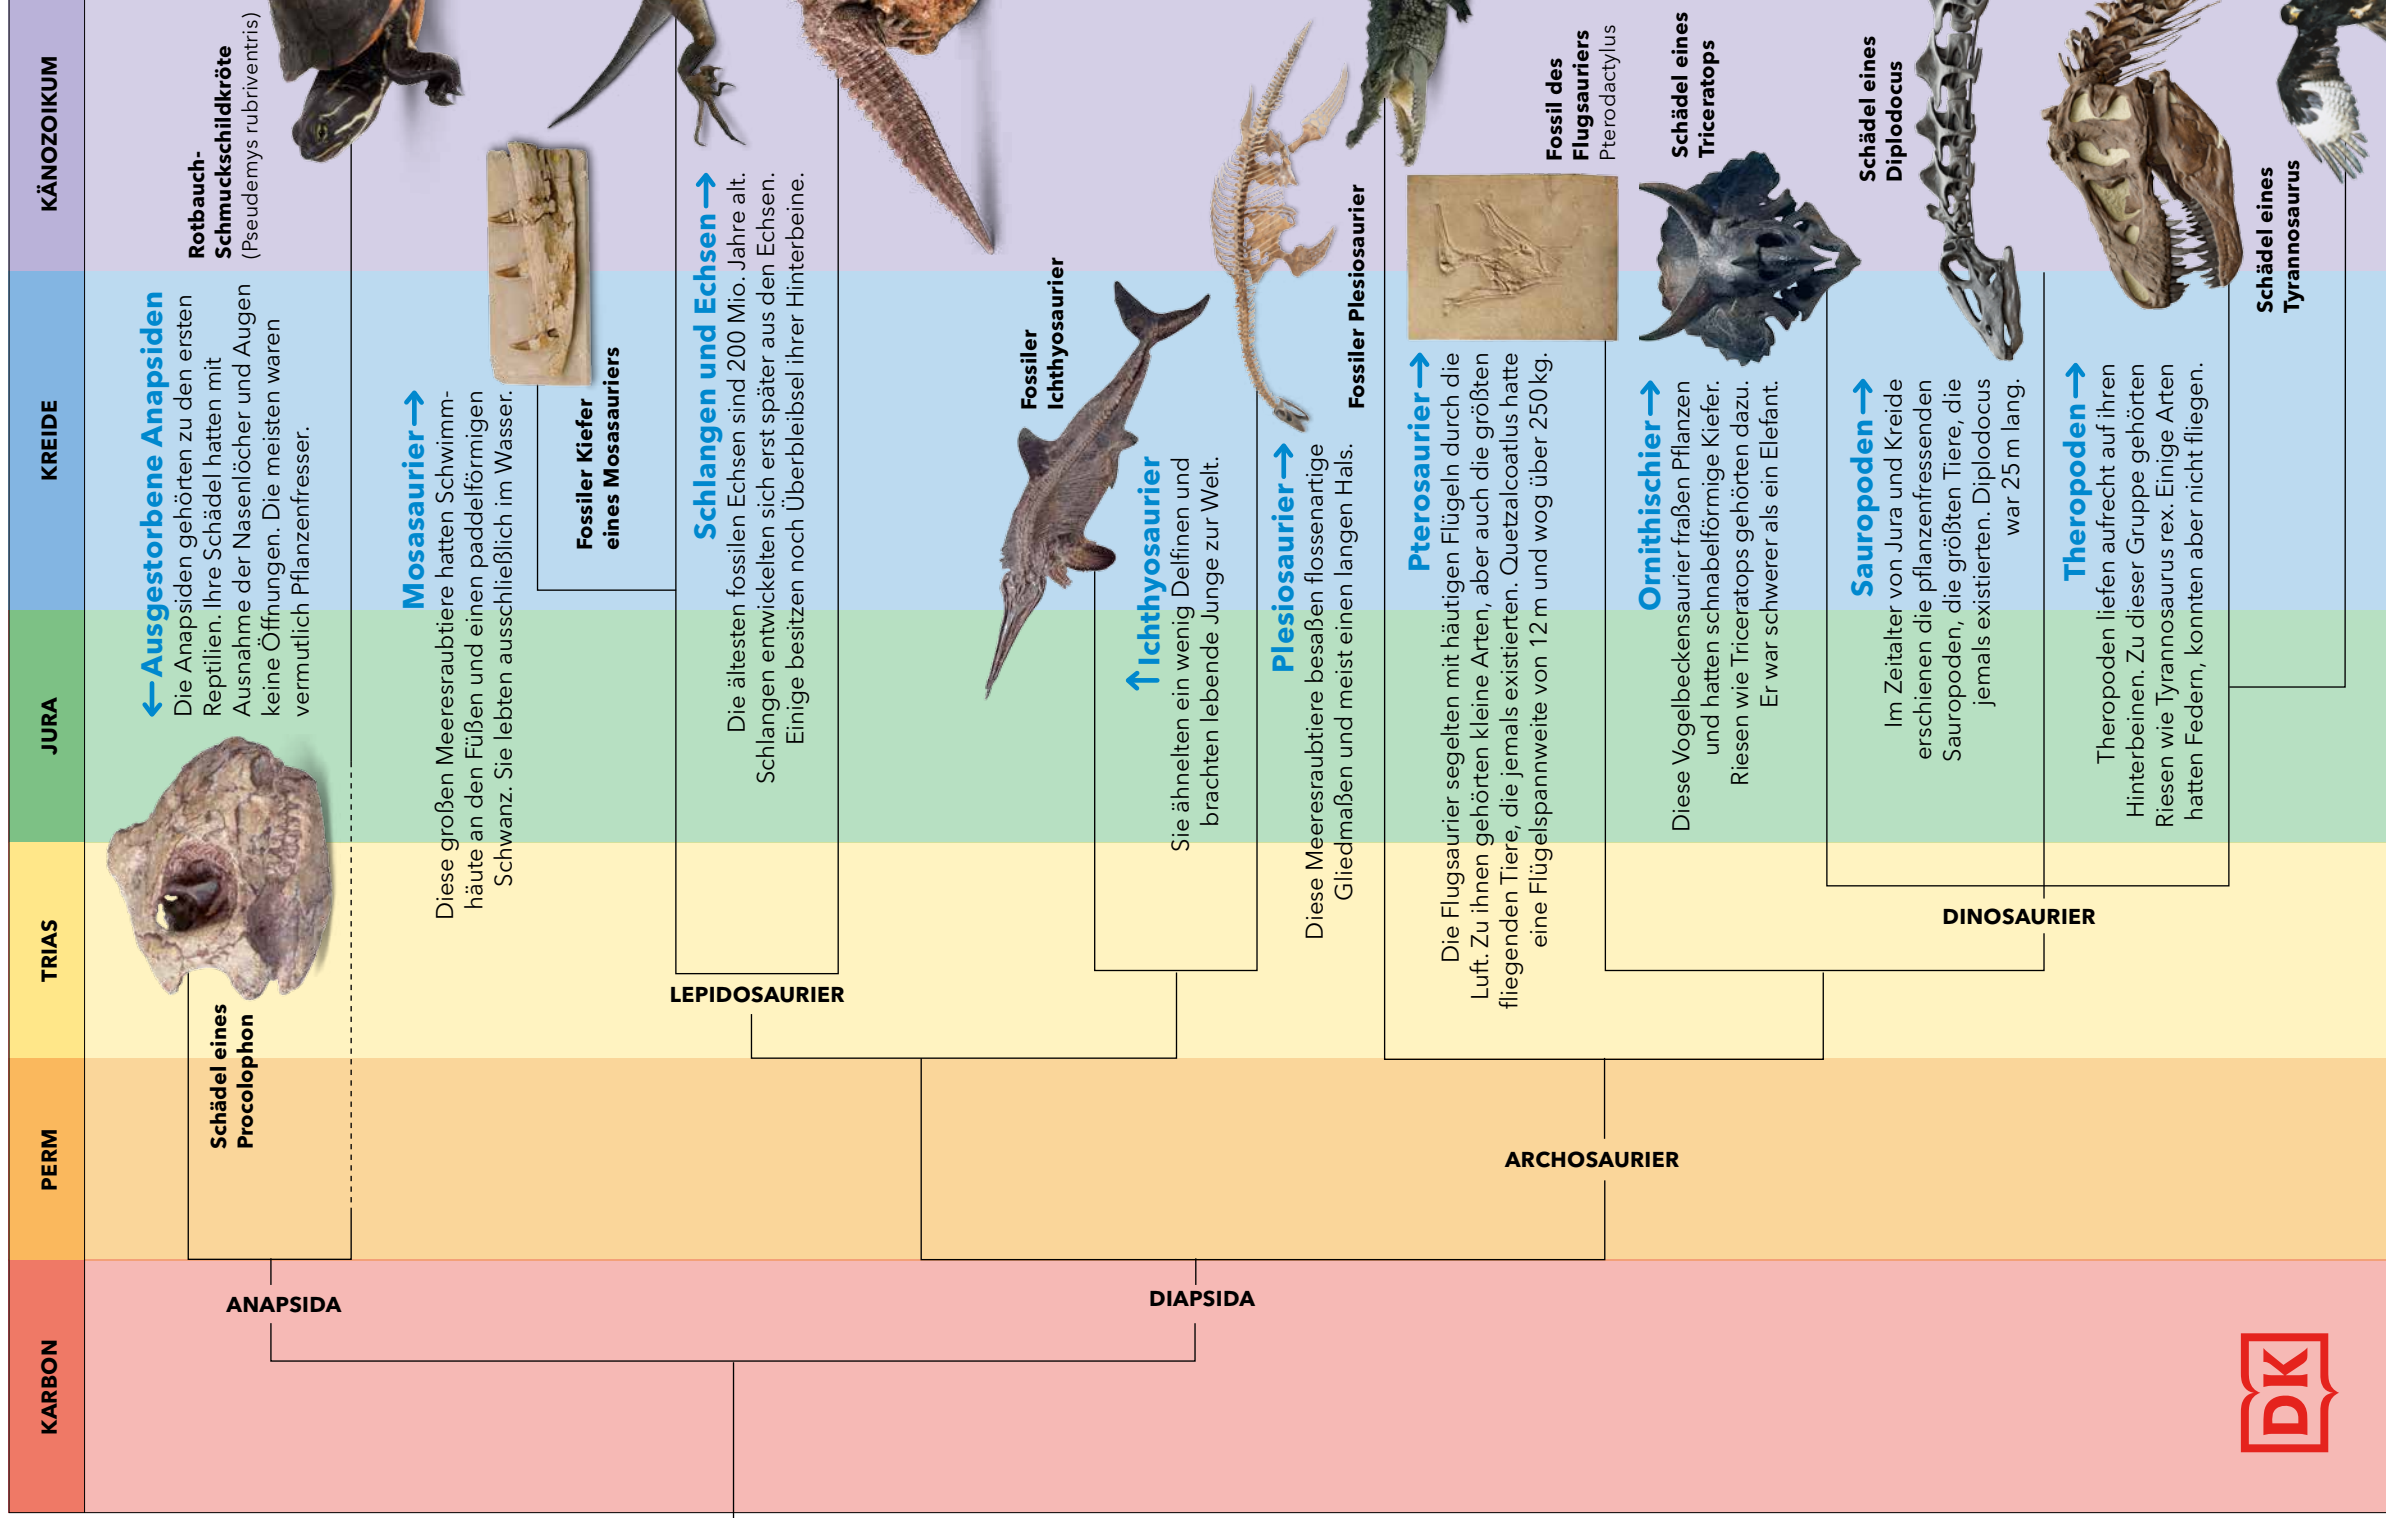 KÄNOZOIKUM
KREIDE
JURA
TRIAS
PERM
KARBON
Rotbauch-
Schmuckschildkröte
(Pseudemys rubriventris)
←Ausgestorbene Anapsiden
Die Anapsiden gehörten zu den ersten
Reptilien. Ihre Schädel hatten mit
Ausnahme der Nasenlöcher und Augen
keine Öffnungen. Die meisten waren
vermutlich Pflanzenfresser.
Schädel eines
Procolophon
Mosasaurier→
Diese großen Meeresraubtiere hatten Schwimm-
häute an den Füßen und einen paddelförmigen
Schwanz. Sie lebten ausschließlich im Wasser.
Fossiler Kiefer
eines Mosasauriers
Schlangen und Echsen→
Die ältesten fossilen Echsen sind 200 Mio. Jahre alt.
Schlangen entwickelten sich erst später aus den Echsen.
Einige besitzen noch Überbleibsel ihrer Hinterbeine.
Fossiler
Ichthyosaurier
↑Ichthyosaurier
Sie ähnelten ein wenig Delfinen und
brachten lebende Junge zur Welt.
Plesiosaurier→
Diese Meeresraubtiere besaßen flossenartige
Gliedmaßen und meist einen langen Hals.
Fossiler Plesiosaurier
Pterosaurier→
Die Flugsaurier segelten mit häutigen Flügeln durch die
Luft. Zu ihnen gehörten kleine Arten, aber auch die größten
fliegenden Tiere, die jemals existierten. Quetzalcoatlus hatte
eine Flügelspannweite von 12 m und wog über 250 kg.
Fossil des
Flugsauriers
Pterodactylus
Ornithischier→
Diese Vogelbeckensaurier fraßen Pflanzen
und hatten schnabelförmige Kiefer.
Riesen wie Triceratops gehörten dazu.
Er war schwerer als ein Elefant.
Schädel eines
Triceratops
Sauropoden→
Im Zeitalter von Jura und Kreide
erschienen die pflanzenfressenden
Sauropoden, die größten Tiere, die
jemals existierten. Diplodocus
war 25 m lang.
Schädel eines
Diplodocus
Theropoden→
Theropoden liefen aufrecht auf ihren
Hinterbeinen. Zu dieser Gruppe gehörten
Riesen wie Tyrannosaurus rex. Einige Arten
hatten Federn, konnten aber nicht fliegen.
Schädel eines
Tyrannosaurus
LEPIDOSAURIER
DINOSAURIER
ARCHOSAURIER
ANAPSIDA
DIAPSIDA
DK